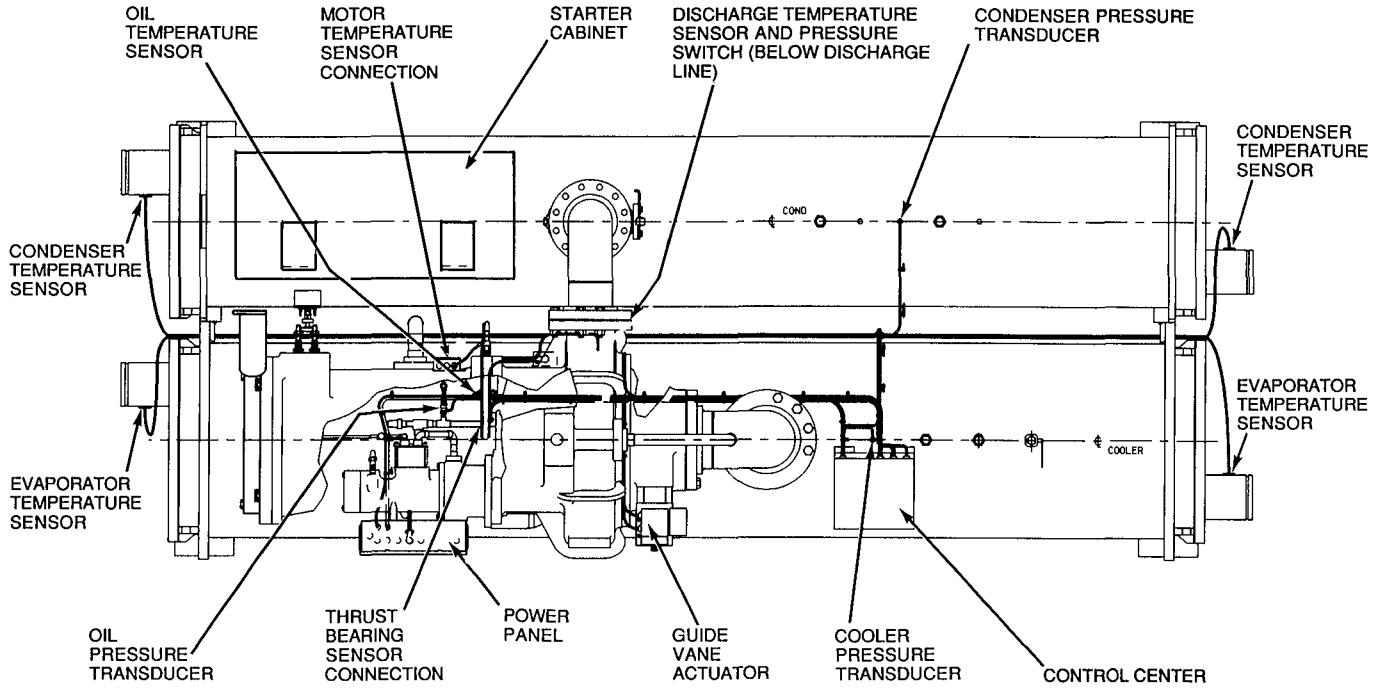 OIL
TEMPERATURE
SENSOR
MOTOR
TEMPERATURE
SENSOR
CONNECTION
STARTER
CABINET
DISCHARGE TEMPERATURE
SENSOR AND PRESSURE
SWITCH (BELOW DISCHARGE
LINE)
CONDENSER PRESSURE
TRANSDUCER
CONDENSER
TEMPERATURE
SENSOR
COND
CONDENSER
TEMPERATURE
SENSOR
EVAPORATOR
TEMPERATURE
SENSOR
COOLER
EVAPORATOR
TEMPERATURE
SENSOR
OIL
PRESSURE
TRANSDUCER
THRUST
BEARING
SENSOR
CONNECTION
POWER
PANEL
GUIDE
VANE
ACTUATOR
COOLER
PRESSURE
TRANSDUCER
CONTROL CENTER